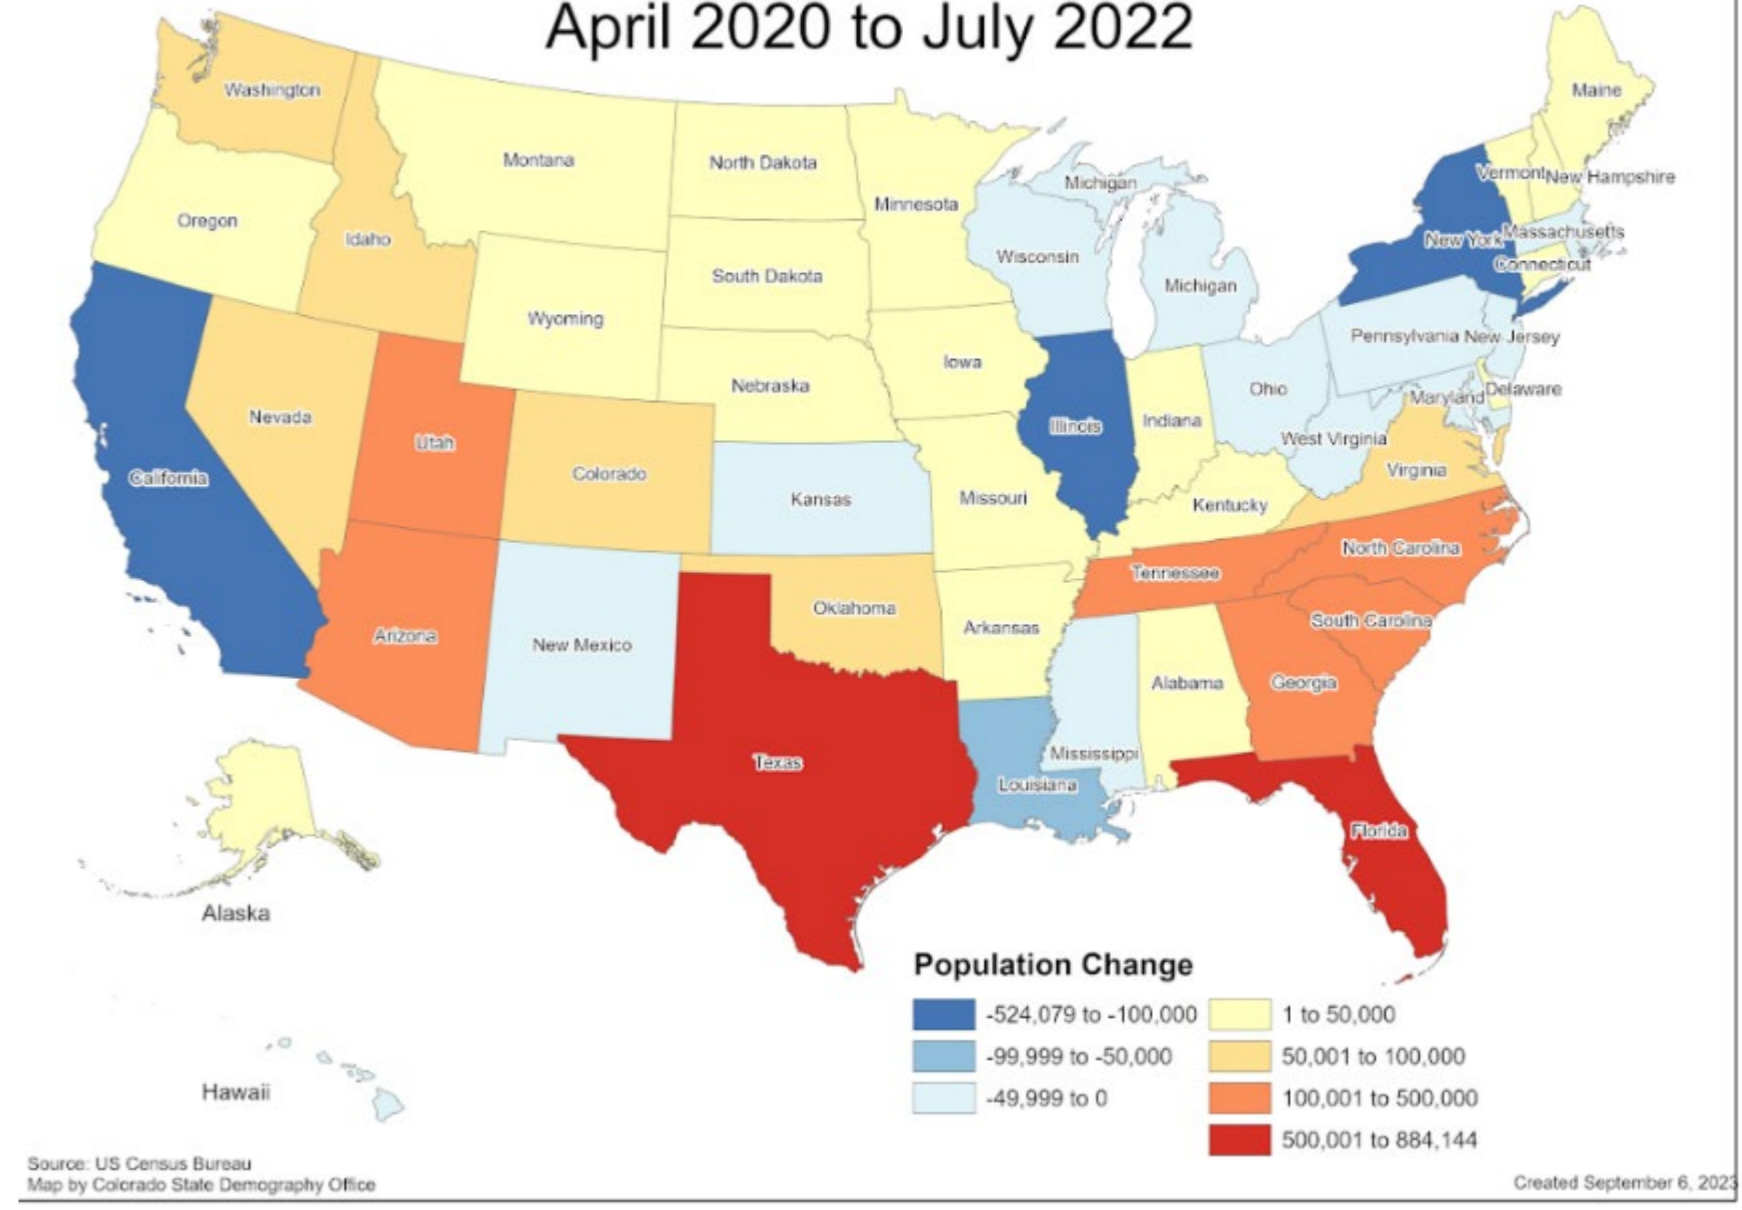 April 2020 to July 2022
Washington
Montana
North Dakota
Minnesota
Michigan
Maine
Vermont
New Hampshire
Oregon
Idaho
Wyoming
South Dakota
Wisconsin
Michigan
New York
Massachusetts
Connecticut
Nebraska
Iowa
Pennsylvania
New Jersey
Nevada
Utah
Colorado
Kansas
Missouri
Illinois
Indiana
Ohio
Maryland
Delaware
West Virginia
Virginia
Kentucky
California
Arizona
New Mexico
Oklahoma
Arkansas
Tennessee
North Carolina
South Carolina
Texas
Louisiana
Mississippi
Alabama
Georgia
Florida
Alaska
Hawaii
Population Change
-524,079 to -100,000
-99,999 to -50,000
-49,999 to 0
1 to 50,000
50,001 to 100,000
100,001 to 500,000
500,001 to 884,144
Source: US Census Bureau
Map by Colorado State Demography Office
Created September 6, 2023